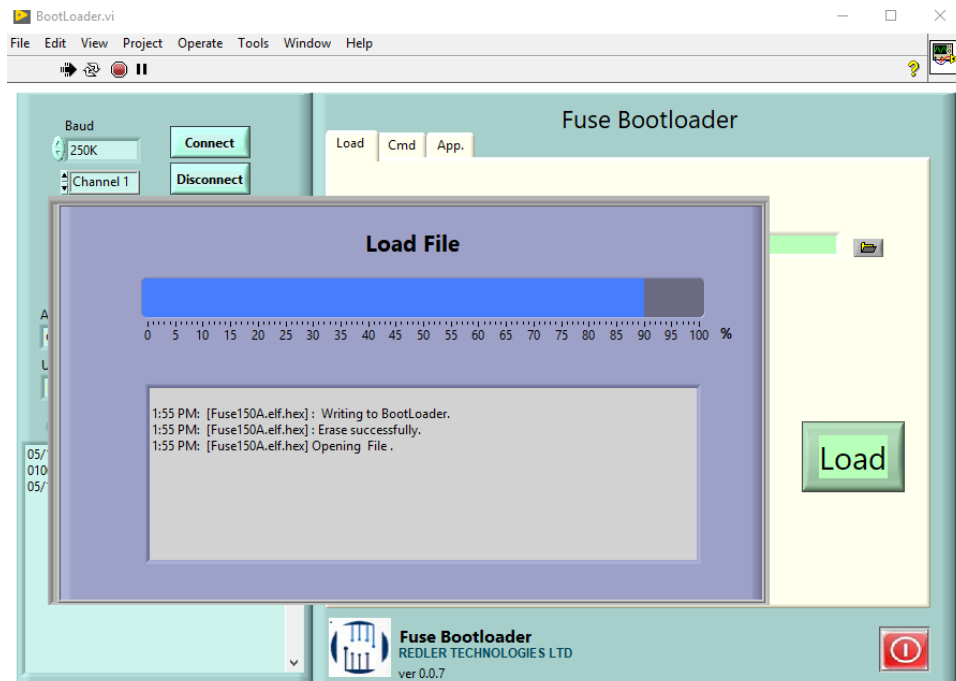 BootLoader.vi
File Edit View Project Operate Tools Window Help
Fuse Bootloader
Baud
250K
Connect
Channel 1
Disconnect
Load Cmd App.
Load File
0 5 10 15 20 25 30 35 40 45 50 55 60 65 70 75 80 85 90 95 100 %
1:55 PM: [Fuse150A.elf.hex] : Writing to BootLoader.
1:55 PM: [Fuse150A.elf.hex] : Erase successfully.
1:55 PM: [Fuse150A.elf.hex] Opening File .
Load
Fuse Bootloader
REDLER TECHNOLOGIES LTD
ver 0.0.7